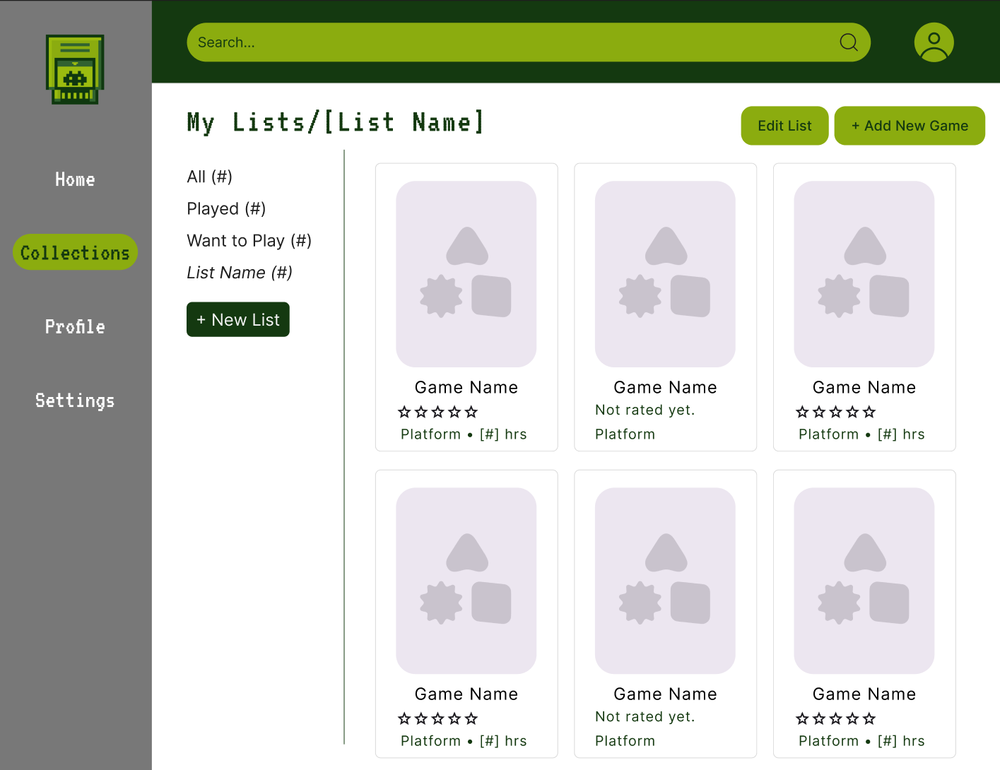 Search...
Home
Collections
Profile
Settings
My Lists/[List Name]
Edit List
+ Add New Game
All (#)
Played (#)
Want to Play (#)
List Name (#)
+ New List
Game Name
Platform • [#] hrs
Game Name
Not rated yet.
Platform
Game Name
Platform • [#] hrs
Game Name
Platform • [#] hrs
Game Name
Not rated yet.
Platform
Game Name
Platform • [#] hrs